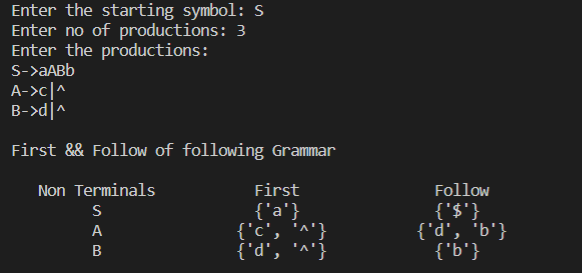 Enter the starting symbol: S
Enter no of productions: 3
Enter the productions:
S->aABb
A->c|^
B->d|^
First && Follow of following Grammar
Non Terminals First Follow
S {'a'} {'$'}
A {'c', '^'} {'d', 'b'}
B {'d', '^'} {'b'}